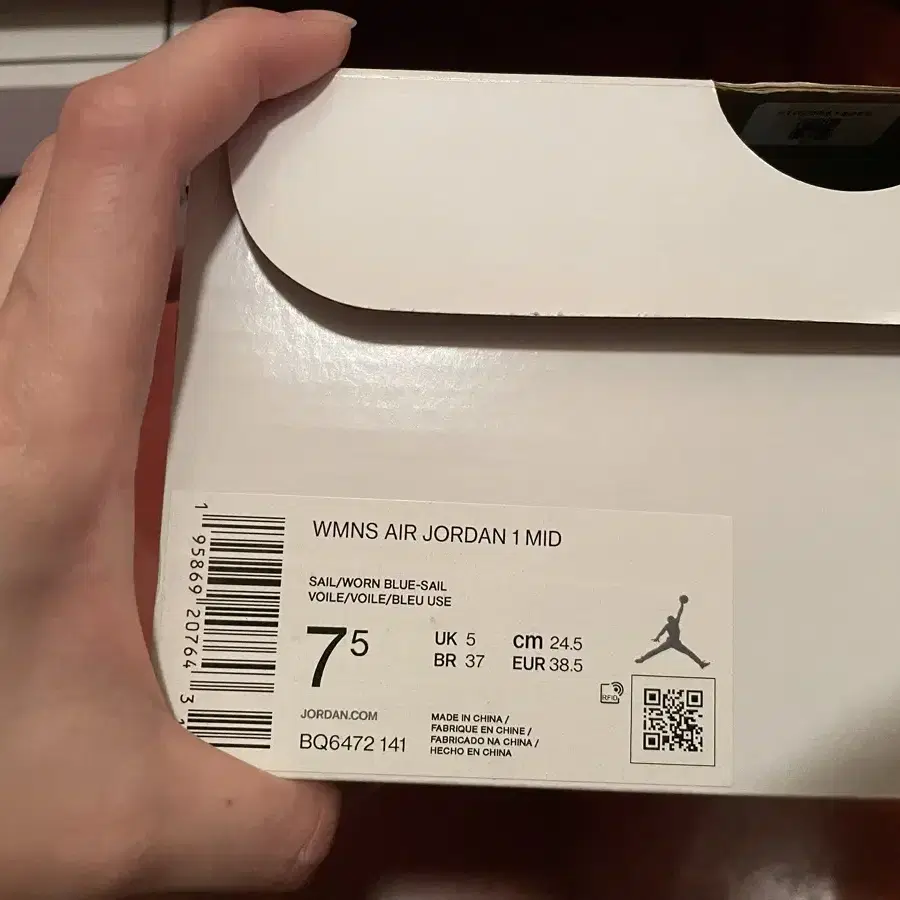 WMNS AIR JORDAN 1 MID
SAIL/WORN BLUE-SAIL
VOILE/VOILE/BLEU USE
7 5
UK 5 cm 24.5
BR 37 EUR 38.5
RFID
JORDAN.COM
BQ6472 141
MADE IN CHINA /
FABRIQUE EN CHINE /
FABRICADO NA CHINA /
HECHO EN CHINA
1 95869 20764 3